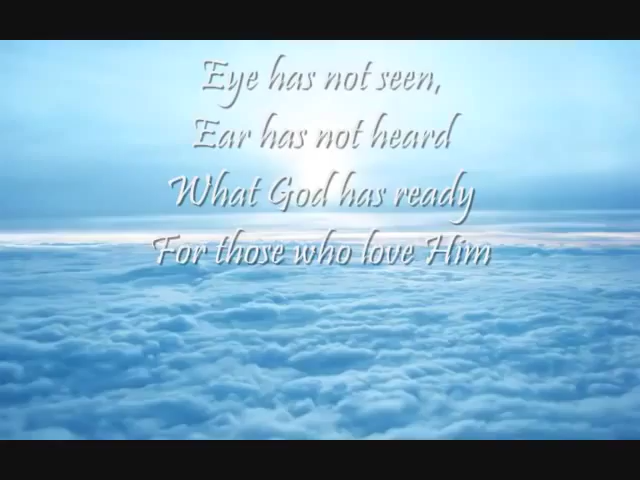 Eye has not seen,
Ear has not heard
What God has ready
For those who love Him